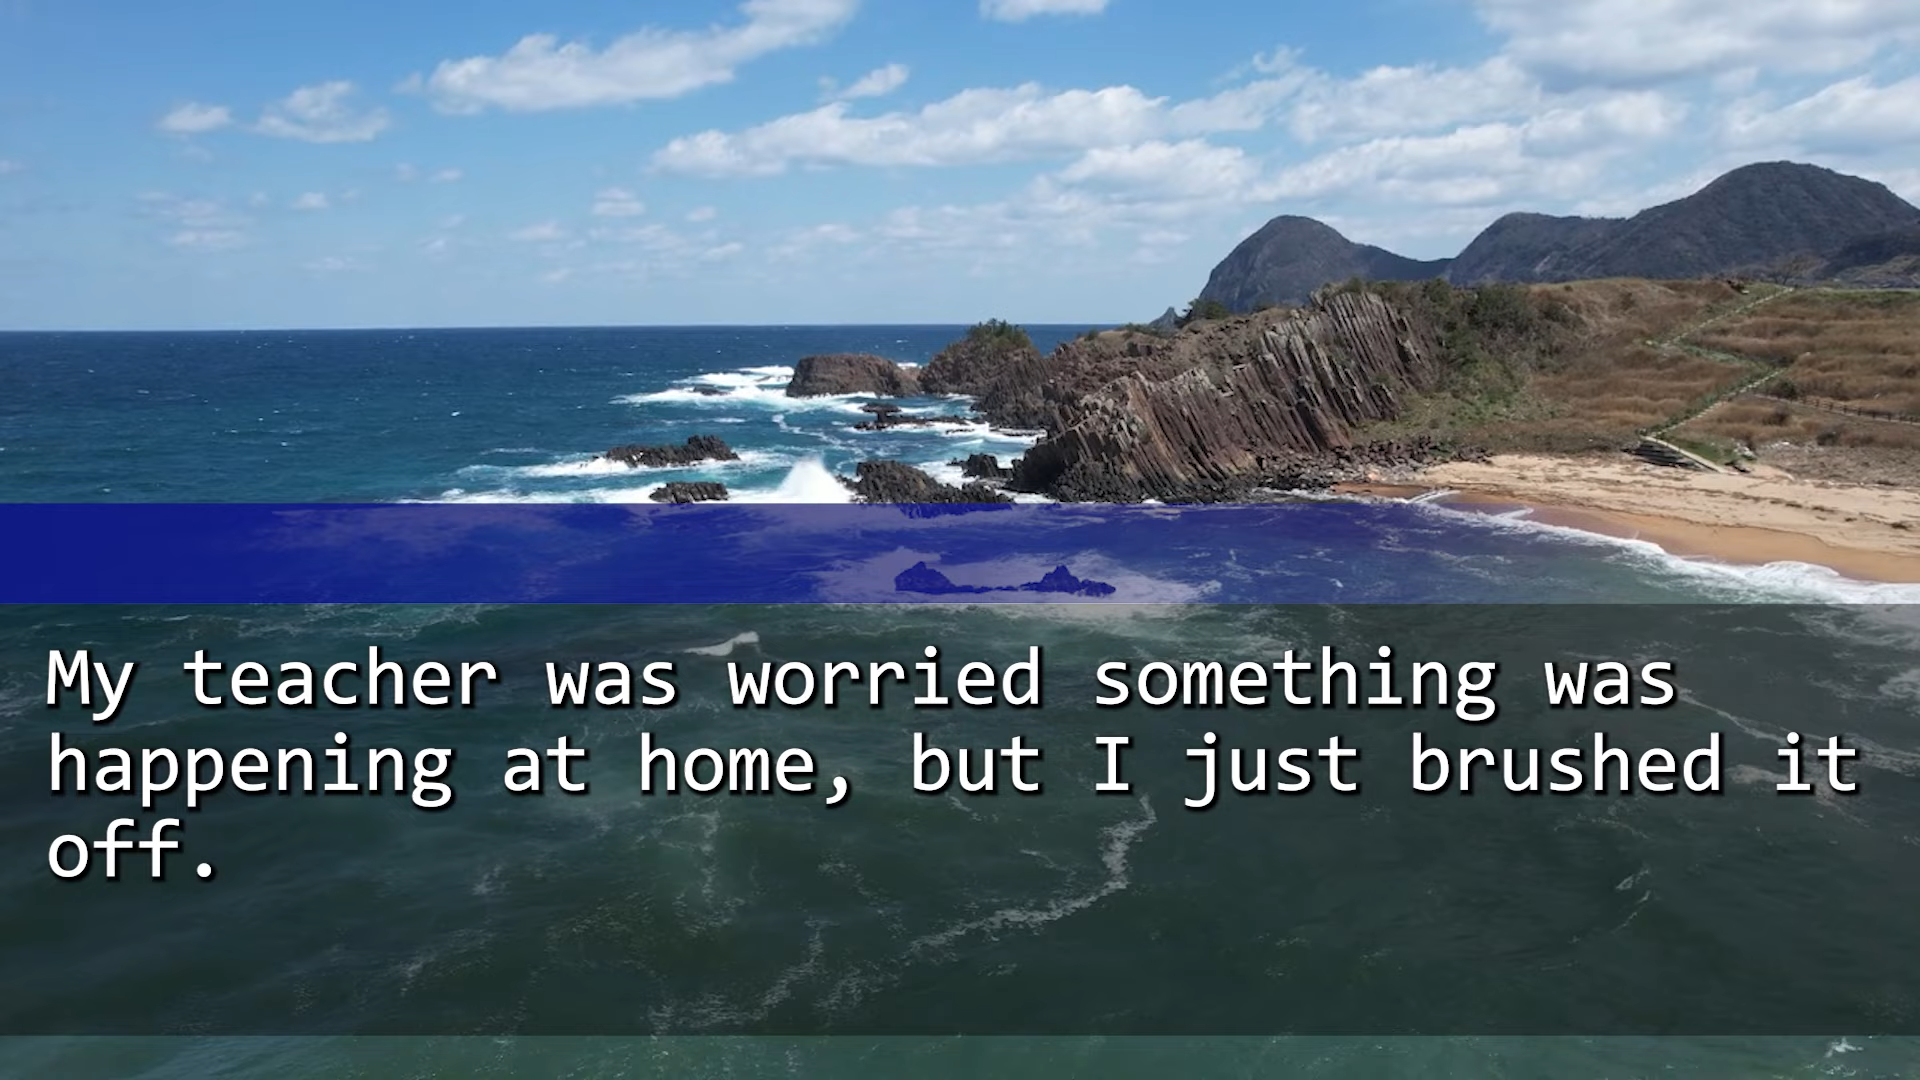 My teacher was worried something was
happening at home, but I just brushed it
off.